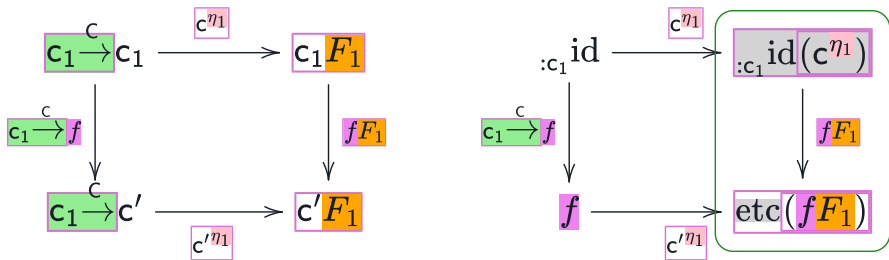 c₁ →ᶜ c₁ c^η₁ c₁F₁
c₁ →ᶜ f fF₁
c₁ →ᶜ c′ c′^η₁ c′F₁
:c₁id c^η₁ :c₁id(c^η₁)
c₁ →ᶜ f fF₁
f c′^η₁ etc(fF₁)